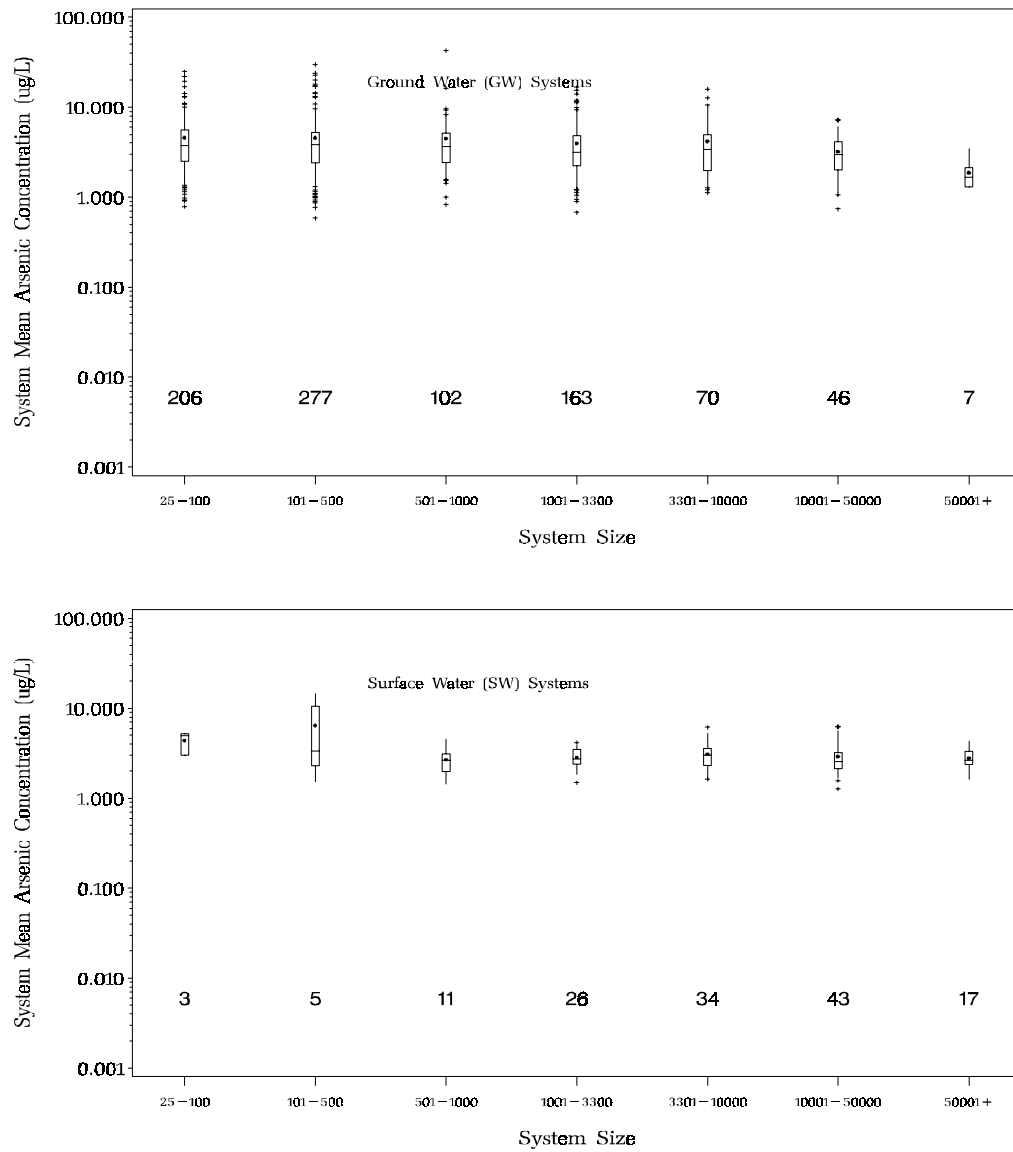 100.000
10.000
1.000
0.100
0.010
0.001
System Mean Arsenic Concentration (ug/L)
Ground Water (GW) Systems
206 277 102 163 70 46 7
25-100 101-500 501-1000 1001-3300 3301-10000 10001-50000 50001+
System Size
100.000
10.000
1.000
0.100
0.010
0.001
System Mean Arsenic Concentration (ug/L)
Surface Water (SW) Systems
3 5 11 26 34 43 17
25-100 101-500 501-1000 1001-3300 3301-10000 10001-50000 50001+
System Size